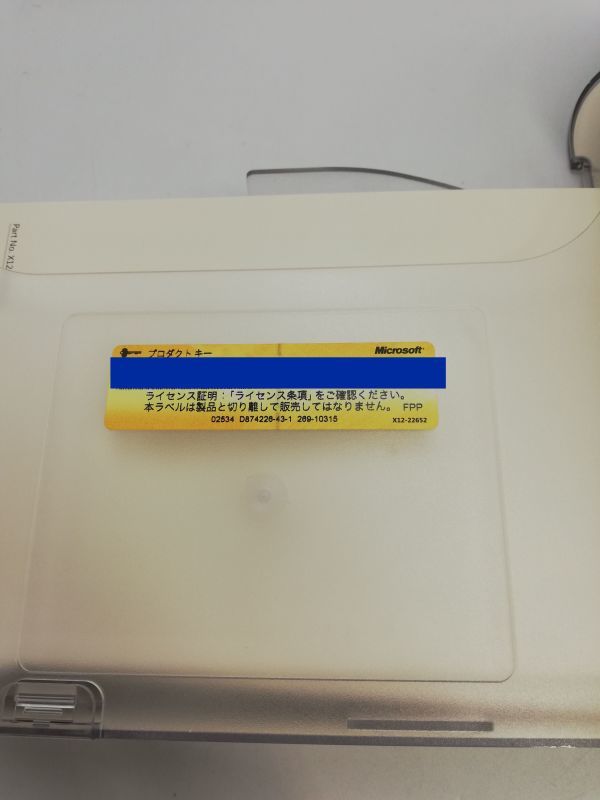 Part No. X12
プロダクト キー Microsoft
ライセンス証明：「ライセンス条項」をご確認ください。
本ラベルは製品と切り離して販売してはなりません。 FPP
02534 D874226-43-1 269-10315 X12-22652